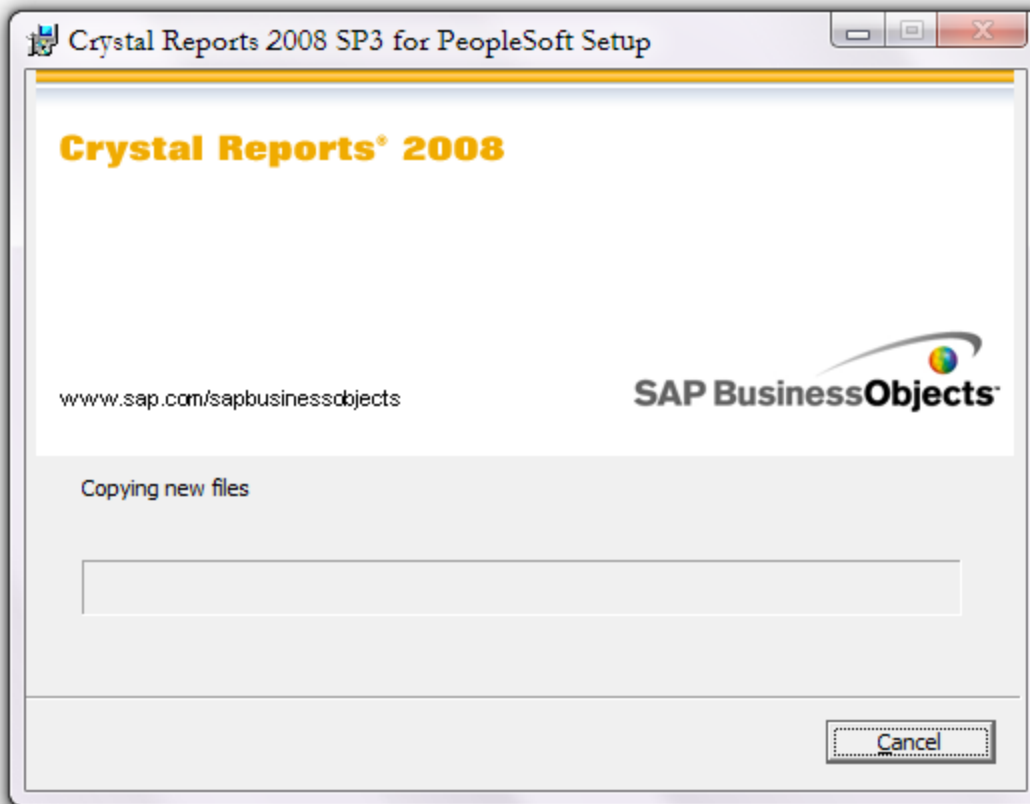 Crystal Reports 2008 SP3 for PeopleSoft Setup
Crystal Reports® 2008
www.sap.com/sapbusinessobjects
SAP BusinessObjects™
Copying new files
Cancel